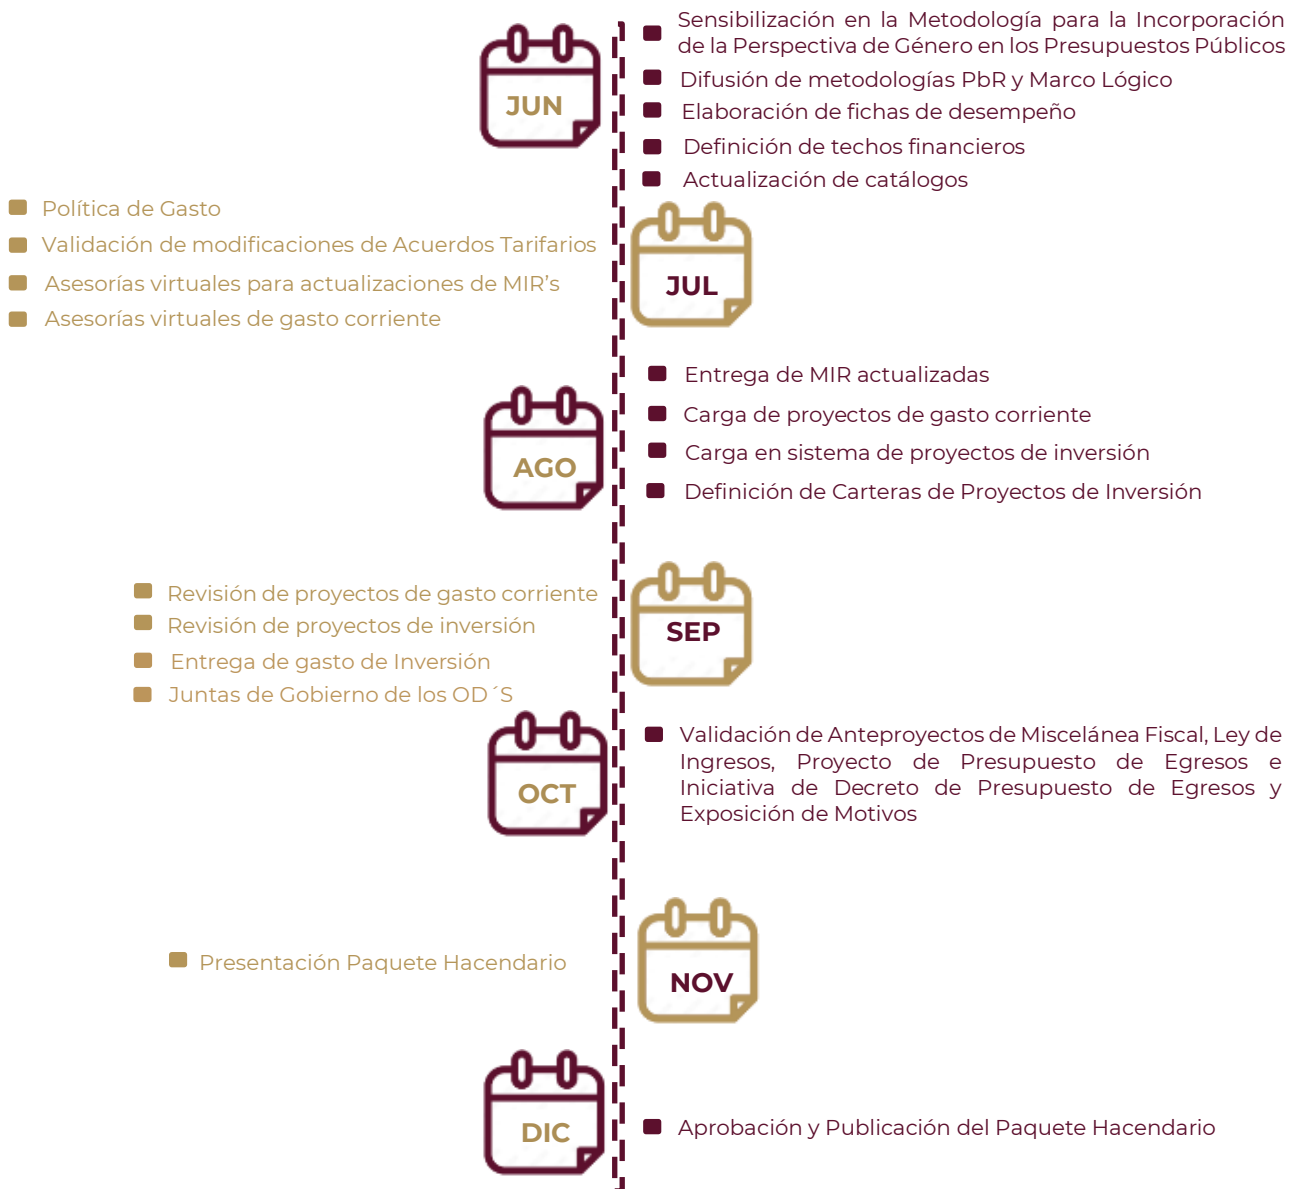 JUN
Sensibilización en la Metodología para la Incorporación
de la Perspectiva de Género en los Presupuestos Públicos
Difusión de metodologías PbR y Marco Lógico
Elaboración de fichas de desempeño
Definición de techos financieros
Actualización de catálogos
JUL
Política de Gasto
Validación de modificaciones de Acuerdos Tarifarios
Asesorías virtuales para actualizaciones de MIR’s
Asesorías virtuales de gasto corriente
AGO
Entrega de MIR actualizadas
Carga de proyectos de gasto corriente
Carga en sistema de proyectos de inversión
Definición de Carteras de Proyectos de Inversión
SEP
Revisión de proyectos de gasto corriente
Revisión de proyectos de inversión
Entrega de gasto de Inversión
Juntas de Gobierno de los OD´S
OCT
Validación de Anteproyectos de Miscelánea Fiscal, Ley de
Ingresos, Proyecto de Presupuesto de Egresos e
Iniciativa de Decreto de Presupuesto de Egresos y
Exposición de Motivos
NOV
Presentación Paquete Hacendario
DIC
Aprobación y Publicación del Paquete Hacendario